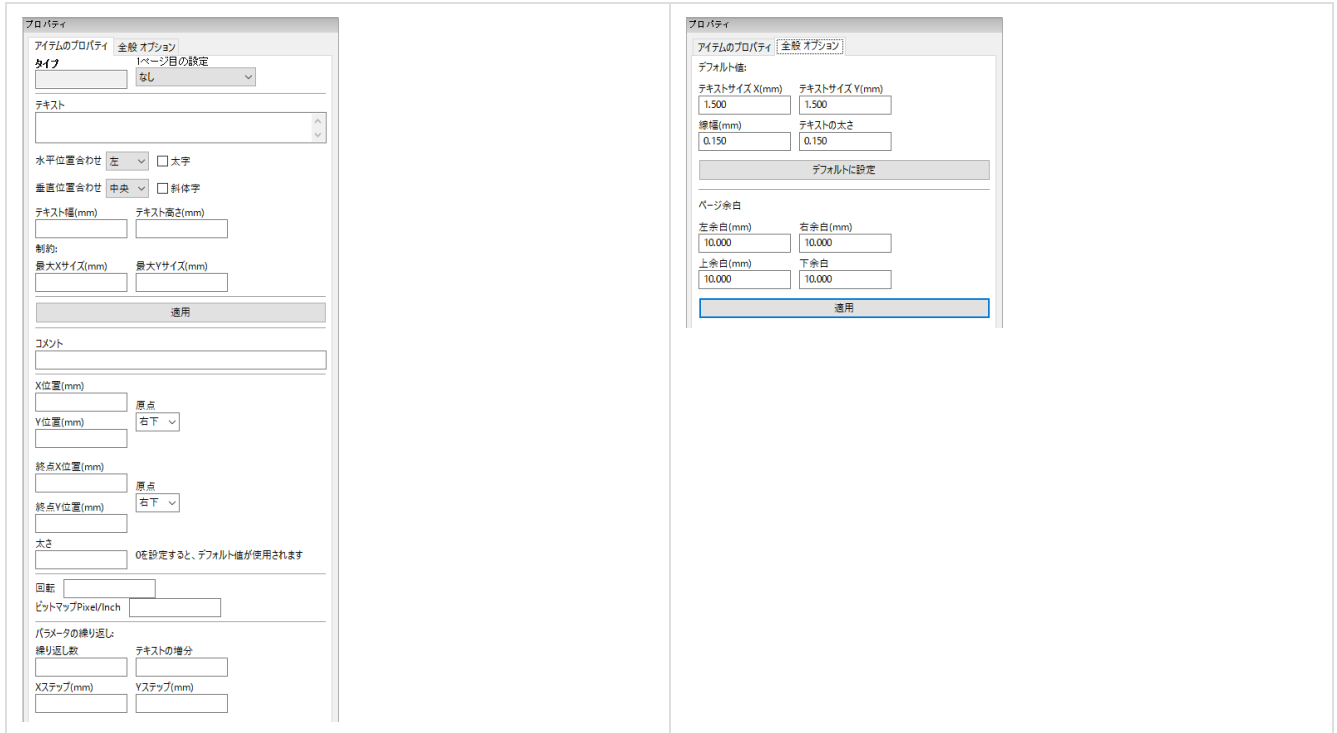 プロパティ
アイテムのプロパティ 全般 オプション
タイプ 1ページ目の設定
なし
テキスト
水平位置合わせ 左 太字
垂直位置合わせ 中央 斜体字
テキスト幅(mm) テキスト高さ(mm)
制約:
最大Xサイズ(mm) 最大Yサイズ(mm)
適用
コメント
X位置(mm)
原点
Y位置(mm) 右下
終点X位置(mm)
原点
終点Y位置(mm) 右下
太さ
0を設定すると、デフォルト値が使用されます
回転
ビットマップPixel/Inch
パラメータの繰り返し:
繰り返し数 テキストの増分
Xステップ(mm) Yステップ(mm)
プロパティ
アイテムのプロパティ 全般 オプション
デフォルト値:
テキストサイズ X(mm) テキストサイズ Y(mm)
1.500 1.500
線幅(mm) テキストの太さ
0.150 0.150
デフォルトに設定
ページ余白
左余白(mm) 右余白(mm)
10.000 10.000
上余白(mm) 下余白
10.000 10.000
適用